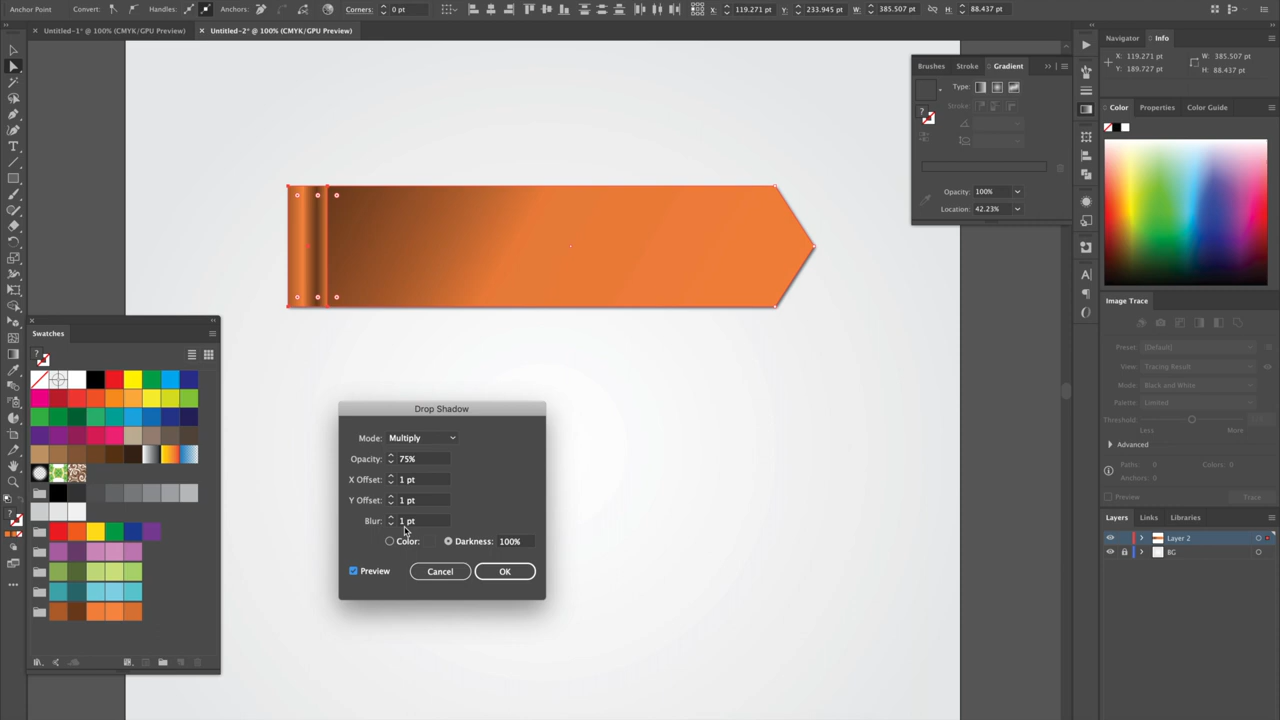 Anchor Point Convert: Handles: Anchors: Corners: 0 pt X: 119.271 pt Y: 233.945 pt W: 385.507 pt H: 88.437 pt
Untitled-1* @ 100% (CMYK/GPU Preview) Untitled-2* @ 100% (CMYK/GPU Preview)
Navigator Info
X: 119.271 pt W: 385.507 pt
Y: 189.727 pt H: 88.437 pt
Brushes Stroke Gradient
Type:
Stroke:
Opacity: 100%
Location: 42.23%
Color Properties Color Guide
Image Trace
Preset: [Default]
View: Tracing Result
Mode: Black and White
Palette: Limited
Threshold:
Less More
Advanced
Paths: 0 Colors: 0
Anchors: 0
Preview Trace
Layers Links Libraries
Layer 2
BG
Swatches
Drop Shadow
Mode: Multiply
Opacity: 75%
X Offset: 1 pt
Y Offset: 1 pt
Blur: 1 pt
Color: Darkness: 100%
Preview Cancel OK